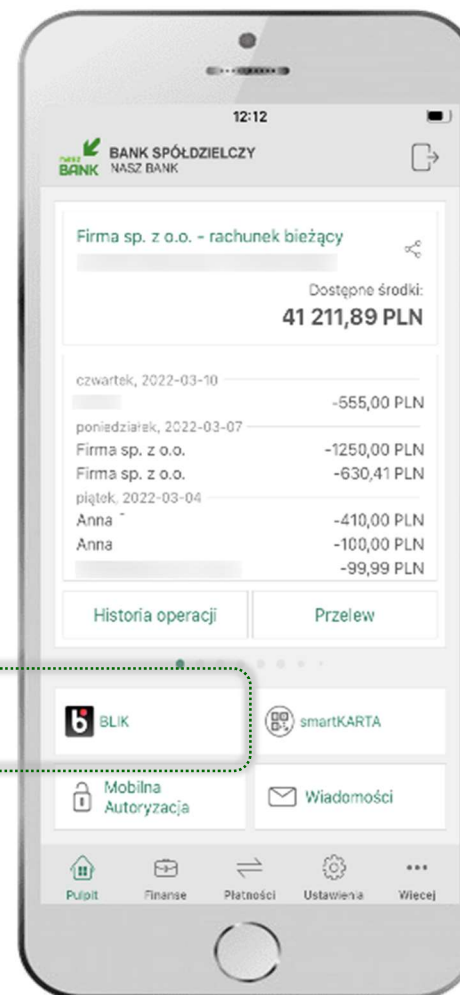 12:12
nasz BANK BANK SPÓŁDZIELCZY
NASZ BANK
Firma sp. z o.o. – rachunek bieżący
Dostępne środki:
41 211,89 PLN
czwartek, 2022-03-10
-555,00 PLN
poniedziałek, 2022-03-07
Firma sp. z o.o. -1250,00 PLN
Firma sp. z o.o. -630,41 PLN
piątek, 2022-03-04
Anna -410,00 PLN
Anna -100,00 PLN
-99,99 PLN
Historia operacji Przelew
BLIK smartKARTA
Mobilna
Autoryzacja
Wiadomości
Pulpit Finanse Płatności Ustawienia Więcej